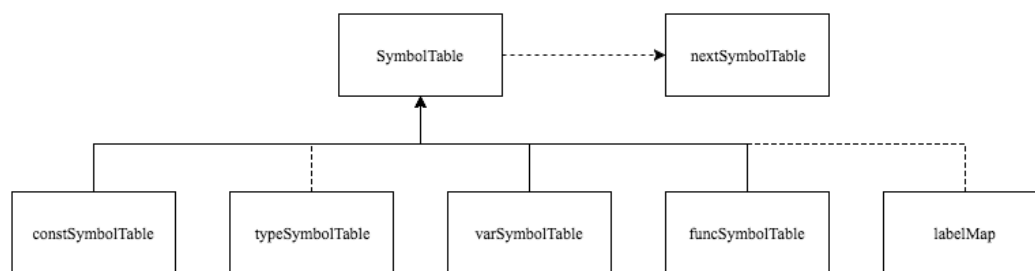 SymbolTable
nextSymbolTable
constSymbolTable
typeSymbolTable
varSymbolTable
funcSymbolTable
labelMap